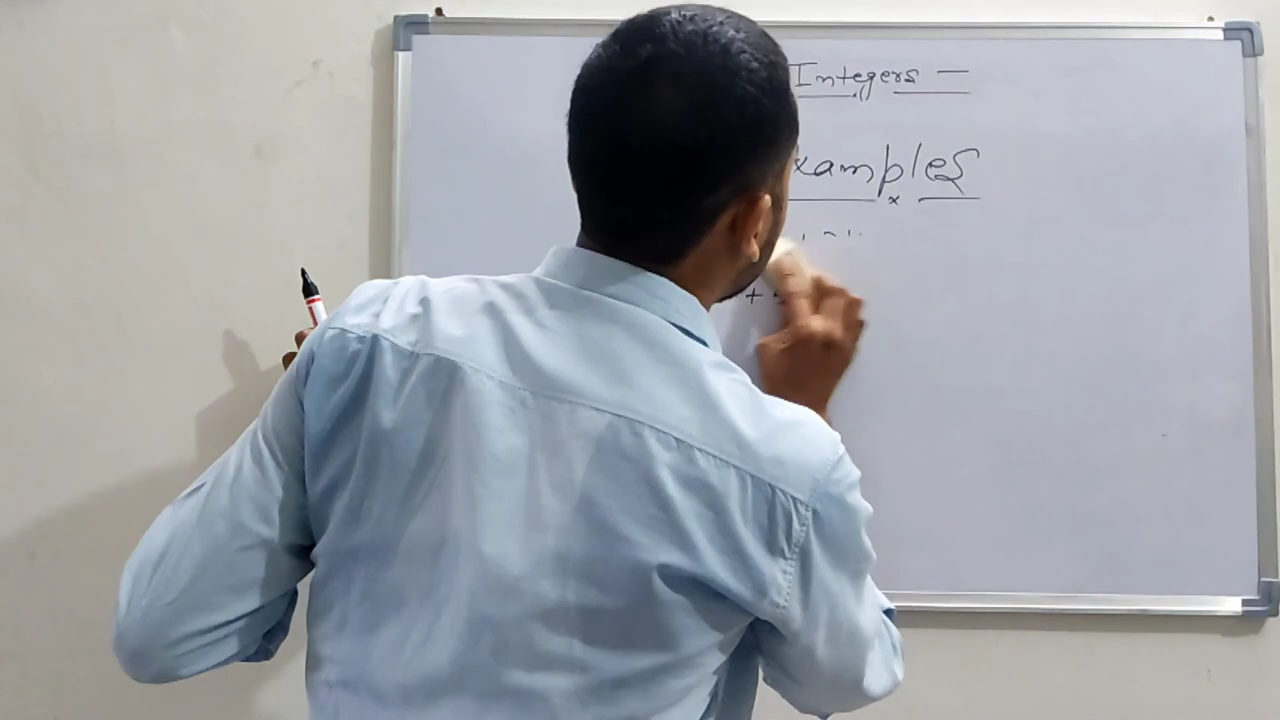 Integers —
xamples
+